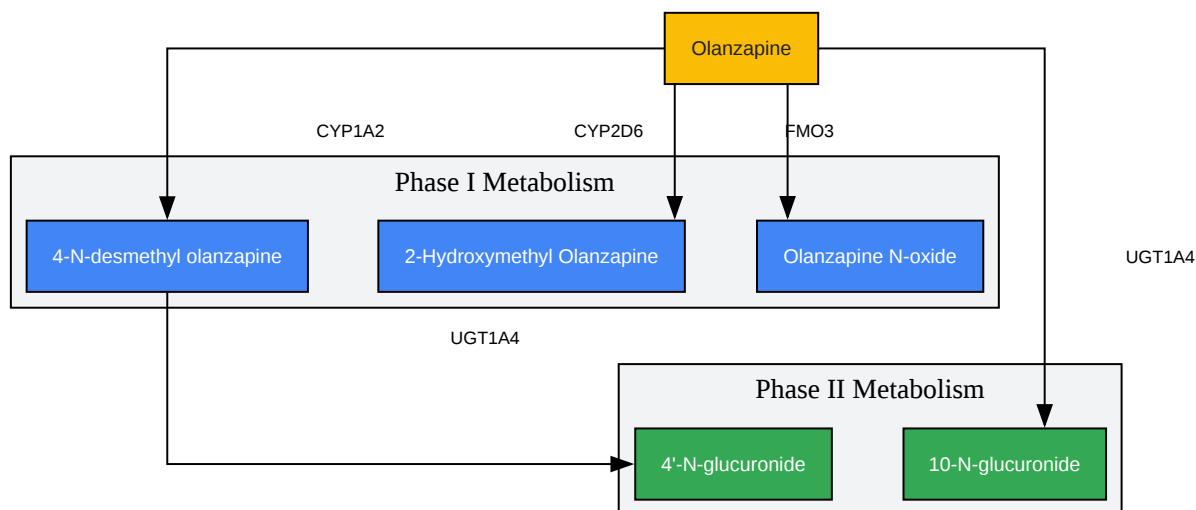 Olanzapine
CYP1A2
CYP2D6
FMO3
Phase I Metabolism
4-N-desmethyl olanzapine
2-Hydroxymethyl Olanzapine
Olanzapine N-oxide
UGT1A4
UGT1A4
Phase II Metabolism
4'-N-glucuronide
10-N-glucuronide